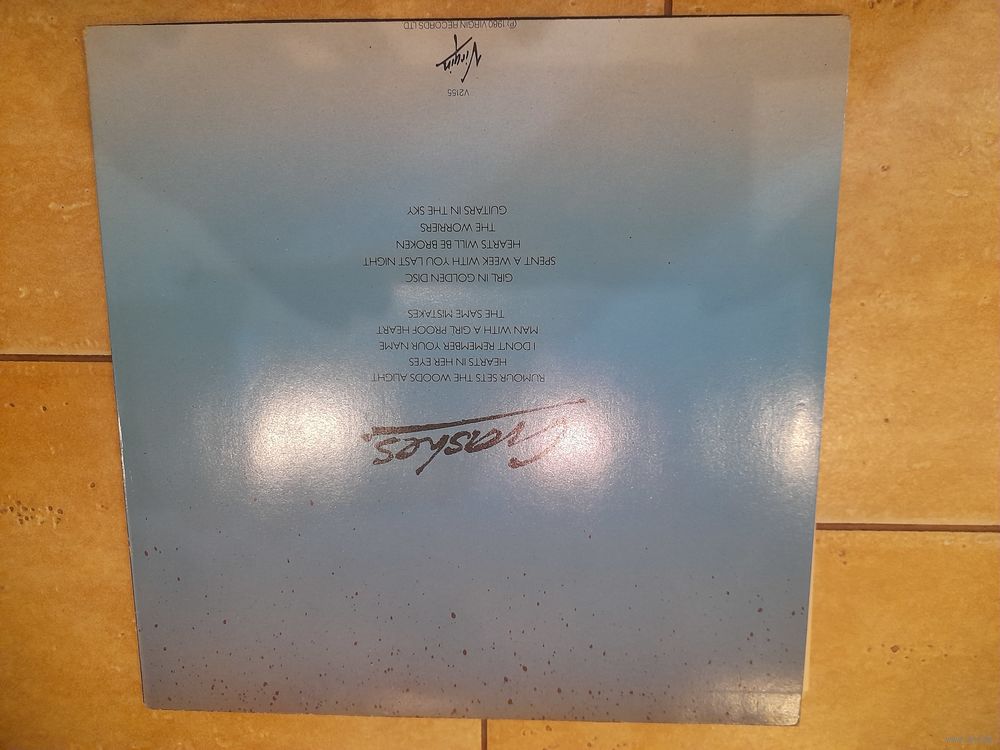 Crashes.
RUMOUR SETS THE WOODS ALIGHT
HEARTS IN HER EYES
I DON'T REMEMBER YOUR NAME
MAN WITH A GIRL PROOF HEART
THE SAME MISTAKES
GIRL IN GOLDEN DISC
SPENT A WEEK WITH YOU LAST NIGHT
HEARTS WILL BE BROKEN
THE WORRIERS
GUITARS IN THE SKY
V2155
Virgin
℗ 1980 VIRGIN RECORDS LTD